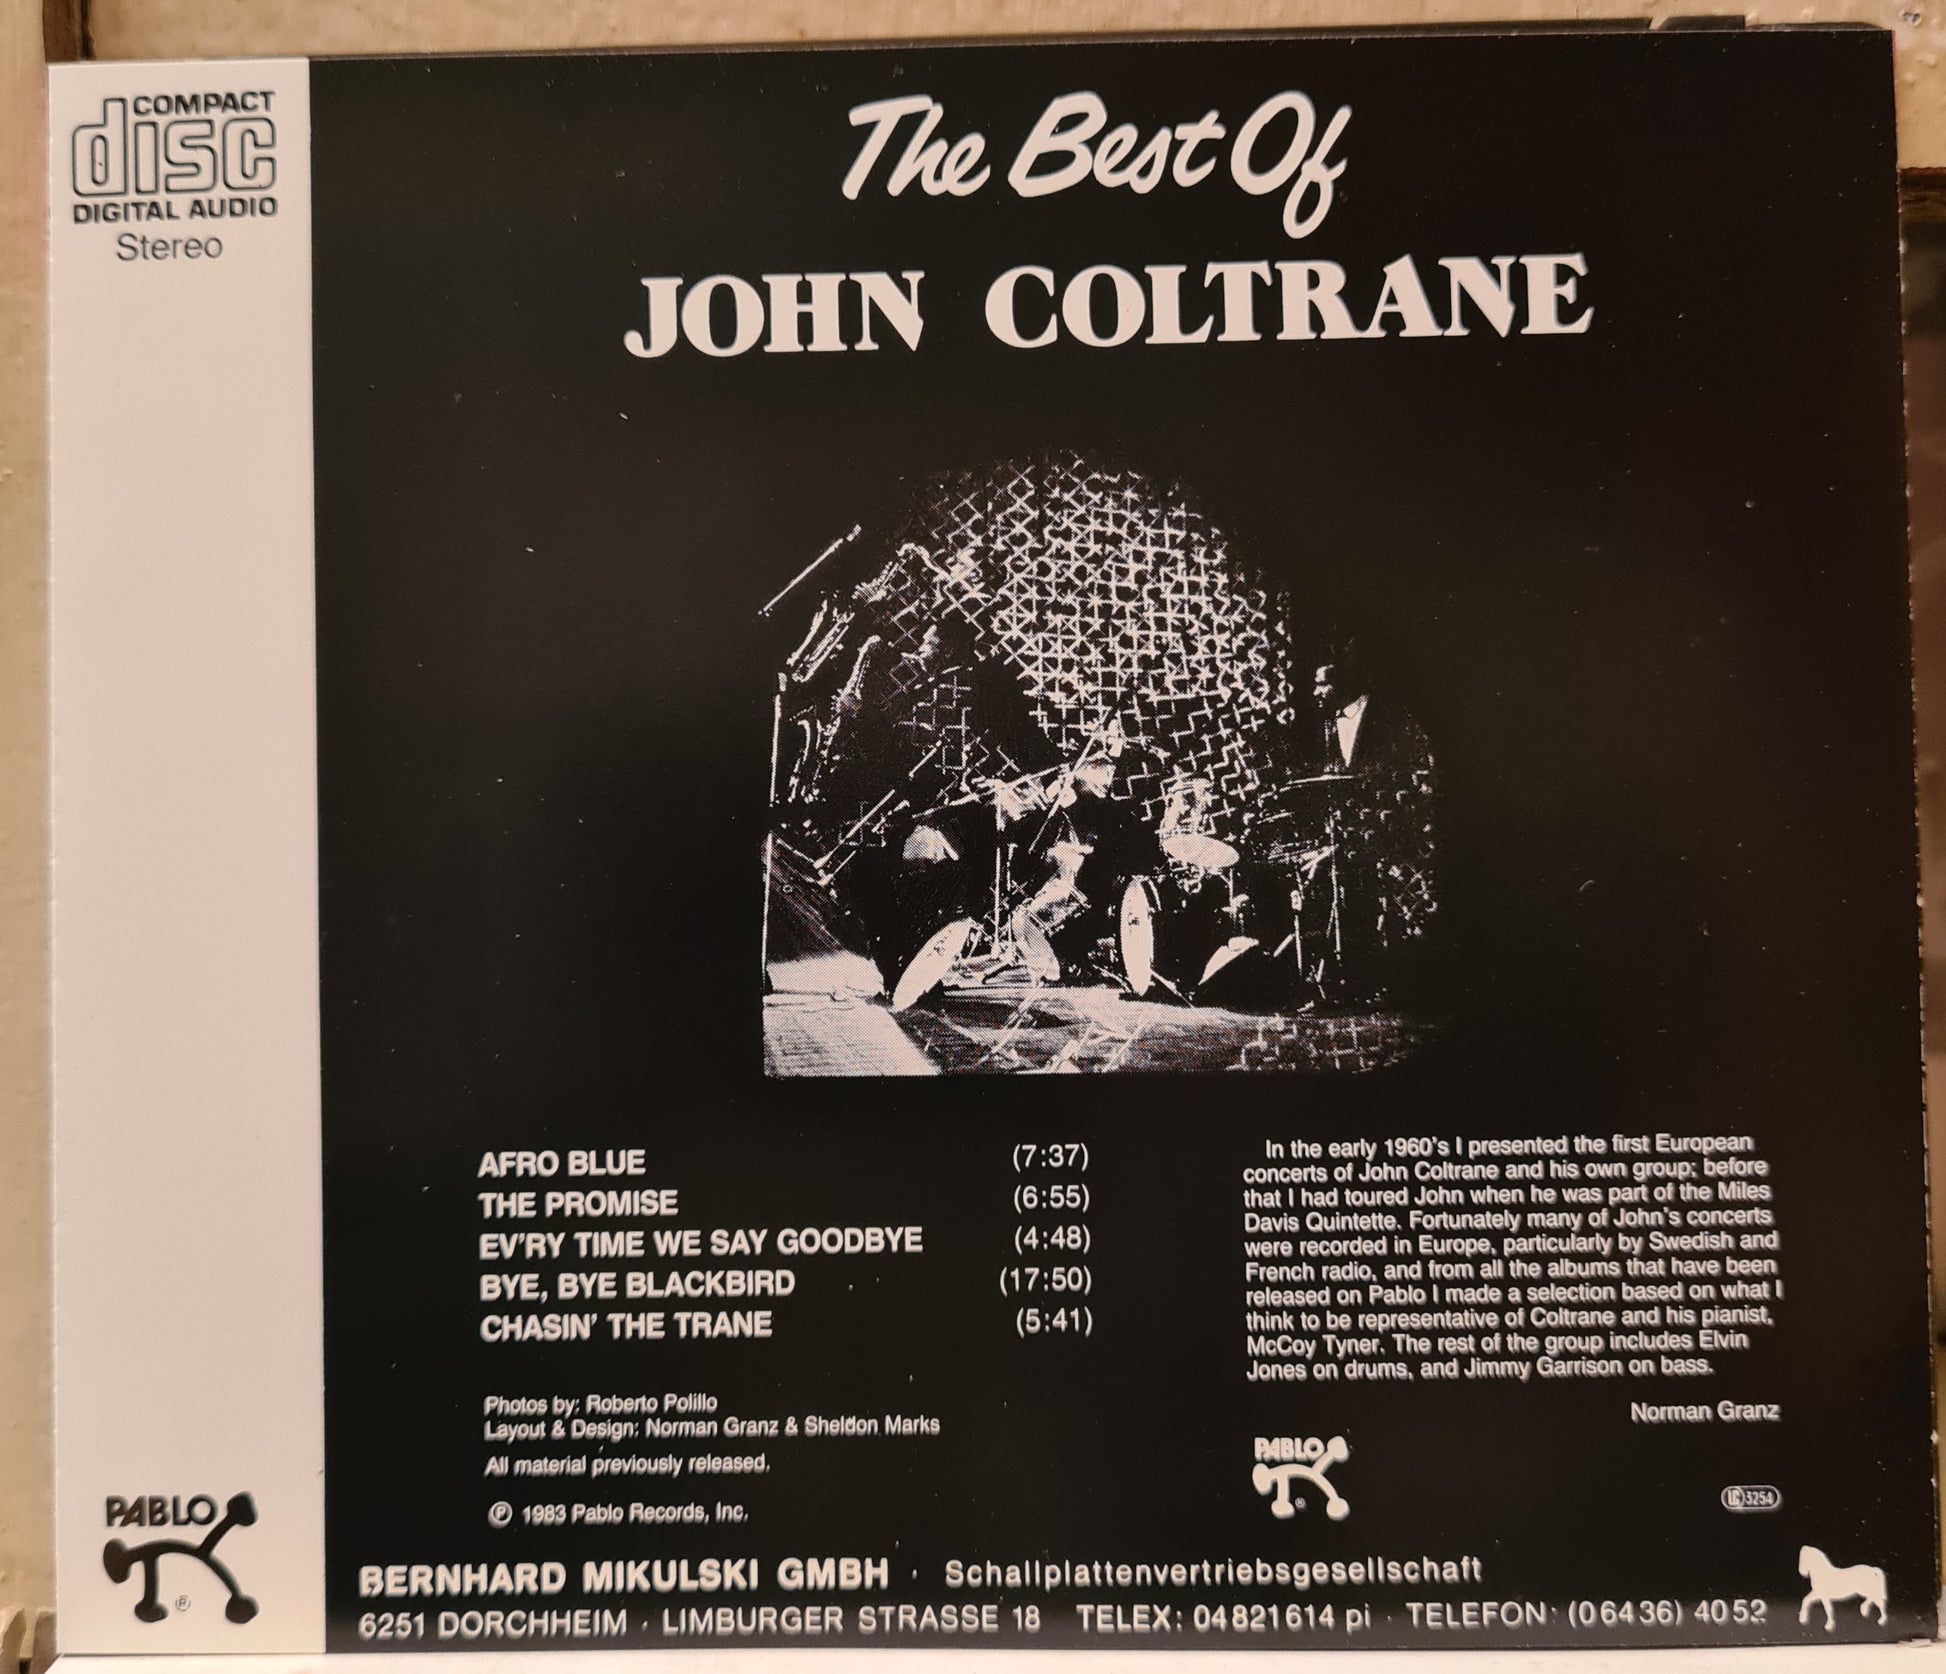 COMPACT
disc
DIGITAL AUDIO
Stereo
The Best Of
JOHN COLTRANE
AFRO BLUE (7:37)
THE PROMISE (6:55)
EV'RY TIME WE SAY GOODBYE (4:48)
BYE, BYE BLACKBIRD (17:50)
CHASIN' THE TRANE (5:41)
Photos by: Roberto Polillo
Layout & Design: Norman Granz & Sheldon Marks
All material previously released.
℗ 1983 Pablo Records, Inc.
In the early 1960's I presented the first European
concerts of John Coltrane and his own group; before
that I had toured John when he was part of the Miles
Davis Quintette. Fortunately many of John's concerts
were recorded in Europe, particularly by Swedish and
French radio, and from all the albums that have been
released on Pablo I made a selection based on what I
think to be representative of Coltrane and his pianist,
McCoy Tyner. The rest of the group includes Elvin
Jones on drums, and Jimmy Garrison on bass.
Norman Granz
PABLO
®
LC 3254
PABLO
®
BERNHARD MIKULSKI GMBH · Schallplattenvertriebsgesellschaft
6251 DORCHHEIM · LIMBURGER STRASSE 18 TELEX: 04821614 pi · TELEFON: (06436) 4052